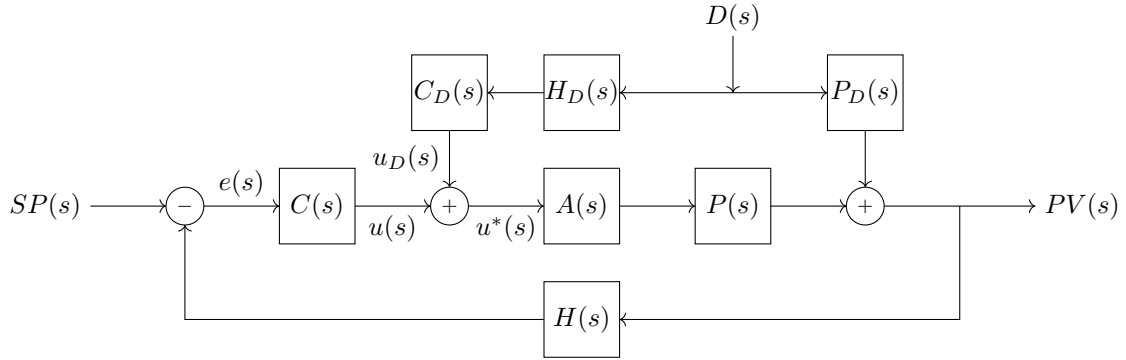 D(s)
C_D(s)
H_D(s)
P_D(s)
u_D(s)
SP(s)
-
e(s)
C(s)
u(s)
+
u*(s)
A(s)
P(s)
+
PV(s)
H(s)